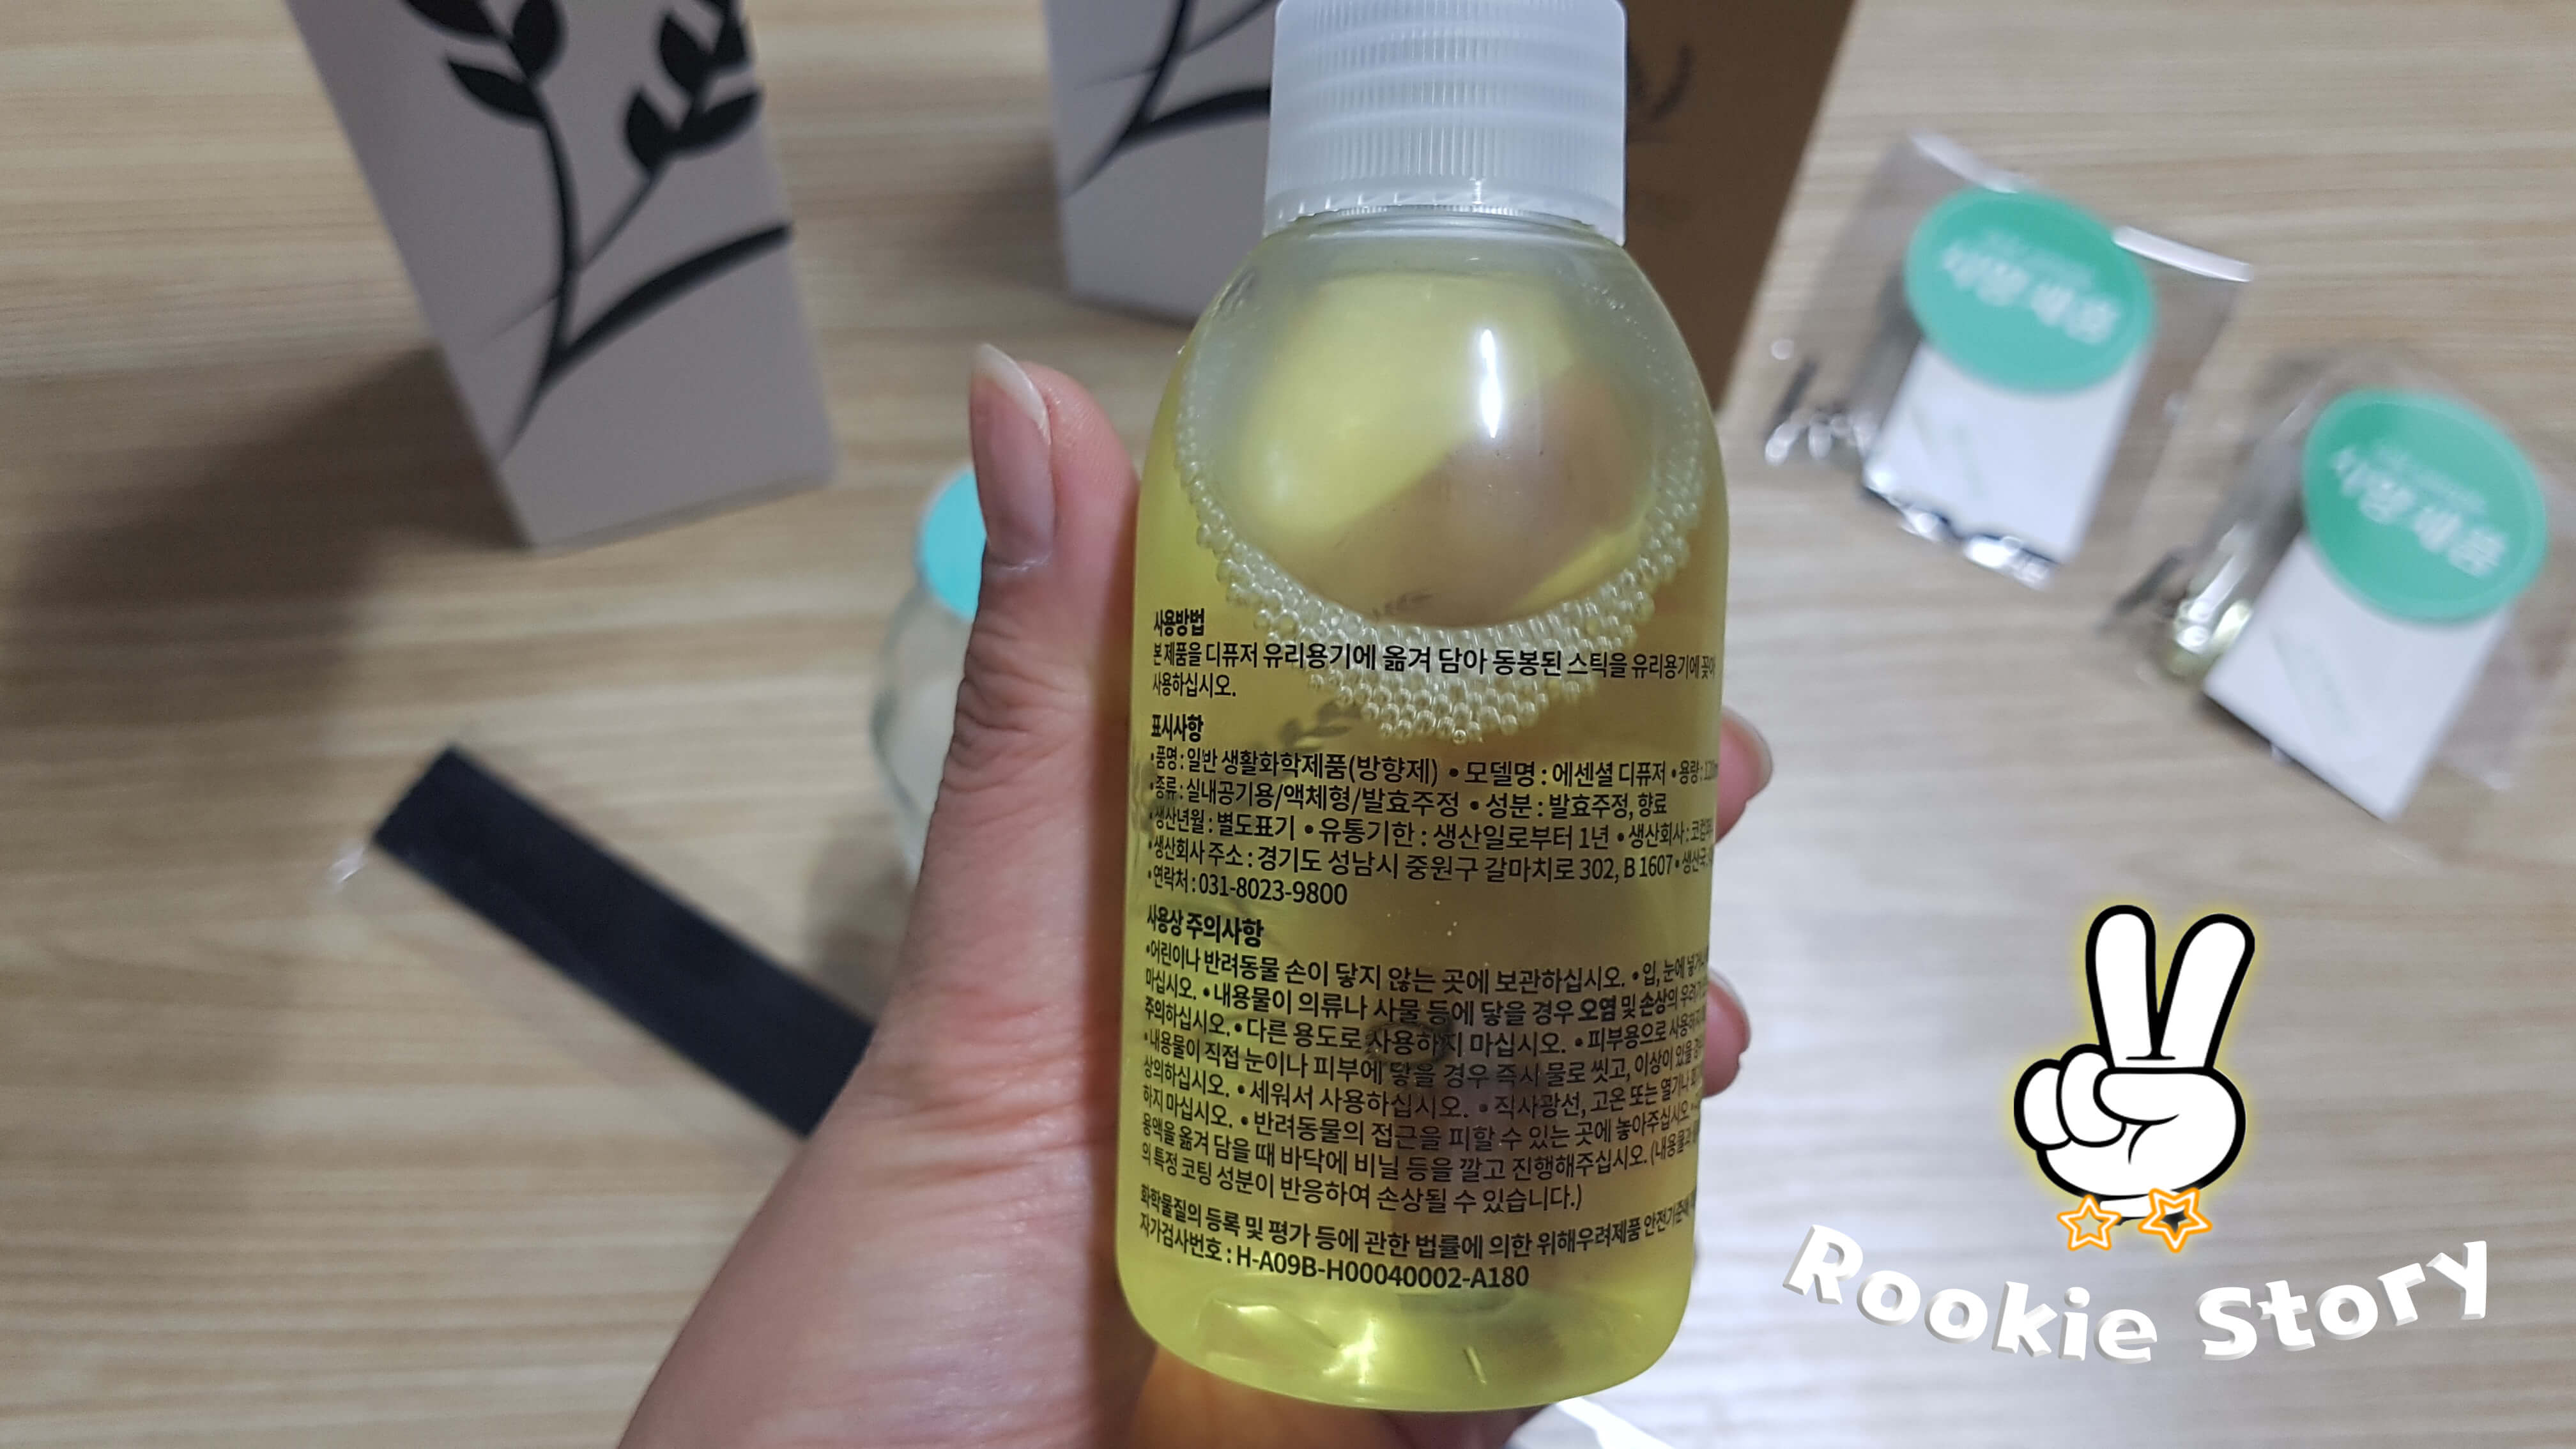 사용방법
본 제품을 디퓨저 유리용기에 옮겨 담아 동봉된 스틱을 유리용기에 꽂아
사용하십시오.
표시사항
•품명 : 일반 생활화학제품(방향제) • 모델명 : 에센셜 디퓨저 • 용량 :
•종류 : 실내공기용/액체형/발효주정 • 성분 : 발효주정, 향료
•생산년월 : 별도표기 • 유통기한 : 생산일로부터 1년 • 생산회사 :
•생산회사 주소 : 경기도 성남시 중원구 갈마치로 302, B 1607 •
•연락처 : 031-8023-9800
사용상 주의사항
•어린이나 반려동물 손이 닿지 않는 곳에 보관하십시오. • 입, 눈에
마십시오. • 내용물이 의류나 사물 등에 닿을 경우 오염 및 손상의
주의하십시오. • 다른 용도로 사용하지 마십시오. • 피부용으로
•내용물이 직접 눈이나 피부에 닿을 경우 즉시 물로 씻고, 이상이 있을
상의하십시오. • 세워서 사용하십시오. • 직사광선, 고온 또는
하지 마십시오. • 반려동물의 접근을 피할 수 있는 곳에 놓아주십시오.
용액을 옮겨 담을 때 바닥에 비닐 등을 깔고 진행해주십시오.
의 특정 코팅 성분이 반응하여 손상될 수 있습니다.)
화학물질의 등록 및 평가 등에 관한 법률에 의한 위해우려제품
자가검사번호 : H-A09B-H00040002-A180
Rookie Story